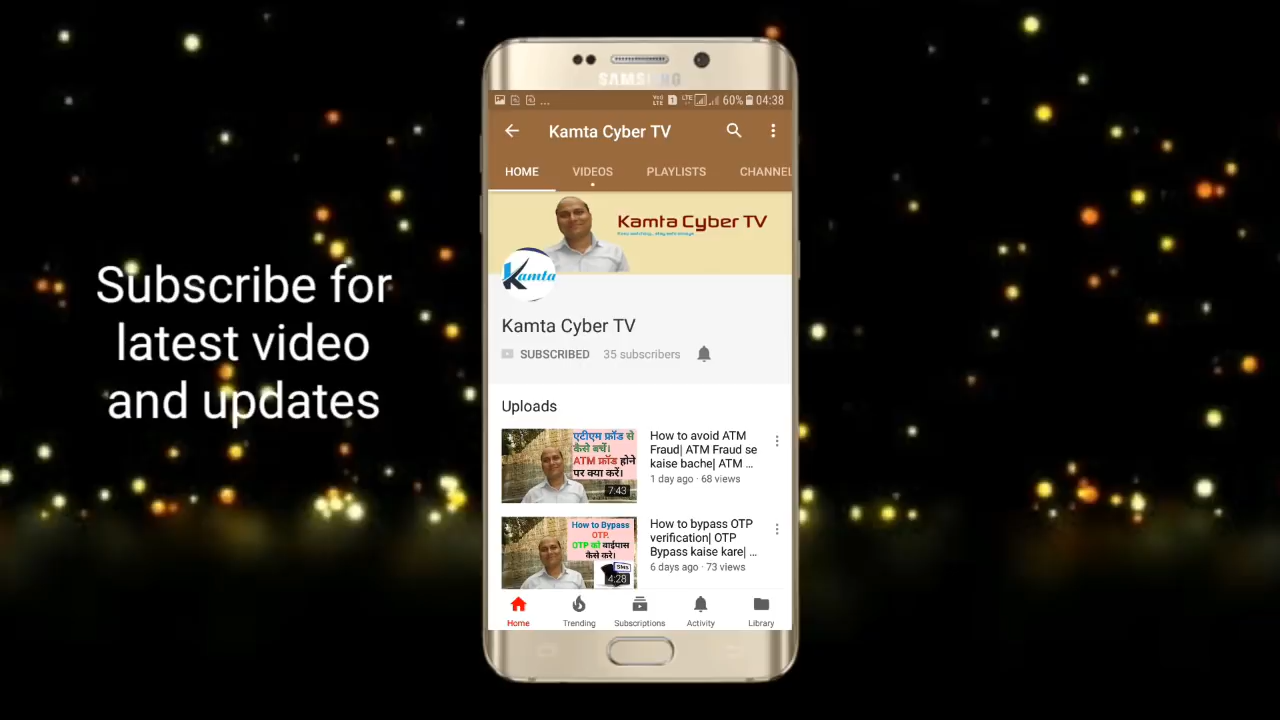 Subscribe for
latest video
and updates
SAMSUNG
60% 04:38
Kamta Cyber TV
HOME VIDEOS PLAYLISTS CHANNEL
Kamta Cyber TV
Kamta
Kamta Cyber TV
SUBSCRIBED 35 subscribers
Uploads
एटीएम फ्रॉड से
कैसे बचें।
ATM फ्रॉड होने
पर क्या करें।
7:43
How to avoid ATM
Fraud| ATM Fraud se
kaise bache| ATM ...
1 day ago · 68 views
How to Bypass
OTP.
OTP को बाईपास
कैसे करे।
SMS
4:28
How to bypass OTP
verification| OTP
Bypass kaise kare| ...
6 days ago · 73 views
Home Trending Subscriptions Activity Library